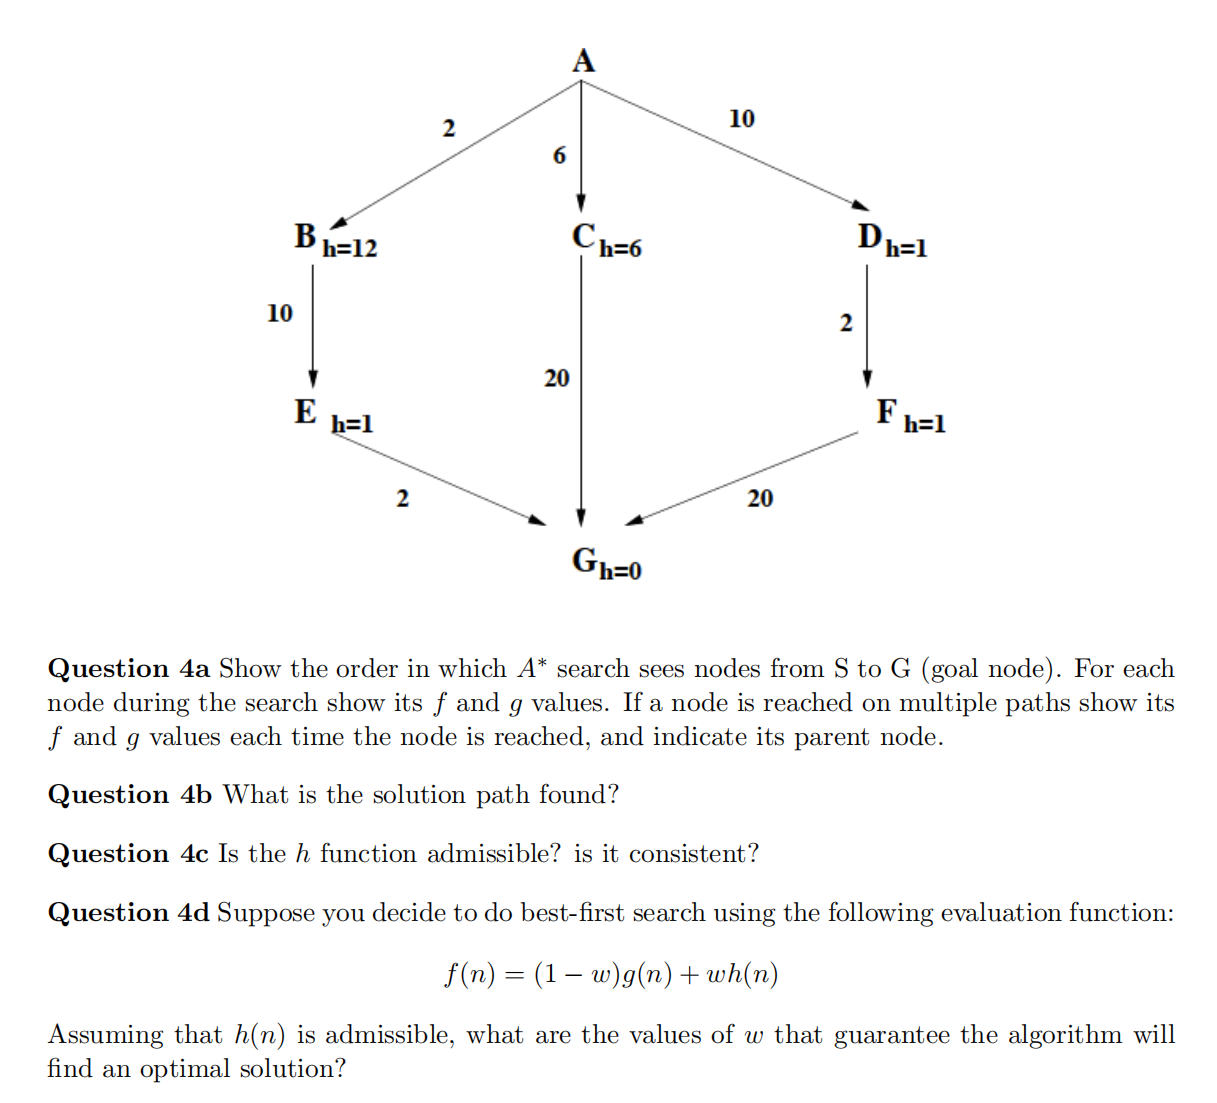 A
2
10
6
B h=12
C h=6
D h=1
10
2
20
E h=1
F h=1
2
20
G h=0
Question 4a Show the order in which A* search sees nodes from S to G (goal node). For each
node during the search show its f and g values. If a node is reached on multiple paths show its
f and g values each time the node is reached, and indicate its parent node.
Question 4b What is the solution path found?
Question 4c Is the h function admissible? is it consistent?
Question 4d Suppose you decide to do best-first search using the following evaluation function:
f(n) = (1 − w)g(n) + wh(n)
Assuming that h(n) is admissible, what are the values of w that guarantee the algorithm will
find an optimal solution?